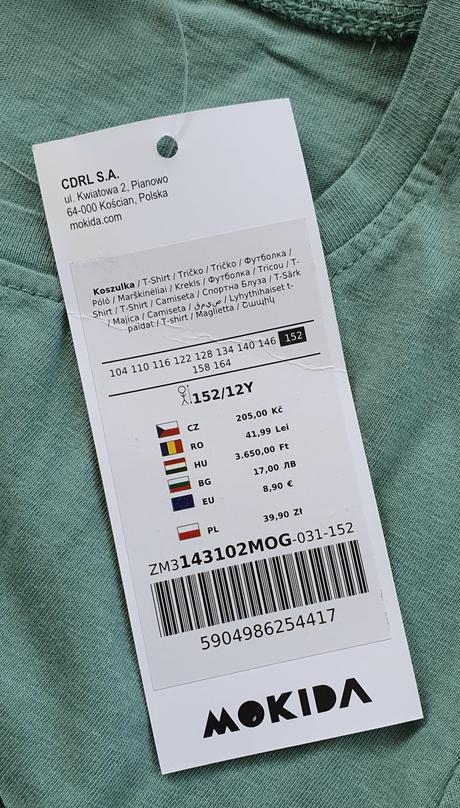 CDRL S.A.
ul. Kwiatowa 2, Pianowo
64-000 Kościan, Polska
mokida.com
Koszulka / T-Shirt / Tričko / Tričko / Футболка /
Póló / Marškinėliai / Krekls / Футболка / Tricou / T-
Shirt / T-Shirt / Camiseta / Спортна Блуза / T-Särk
/ Majica / Camiseta / قميص / Lyhythihaiset t-
paidat / T-shirt / Maglietta / Շապիկ
104 110 116 122 128 134 140 146 152
158 164
152/12Y
CZ 205,00 Kč
RO 41,99 Lei
HU 3.650,00 Ft
BG 17,00 ЛВ
EU 8,90 €
PL 39,90 Zł
ZM3143102MOG-031-152
5904986254417
MOKIDA